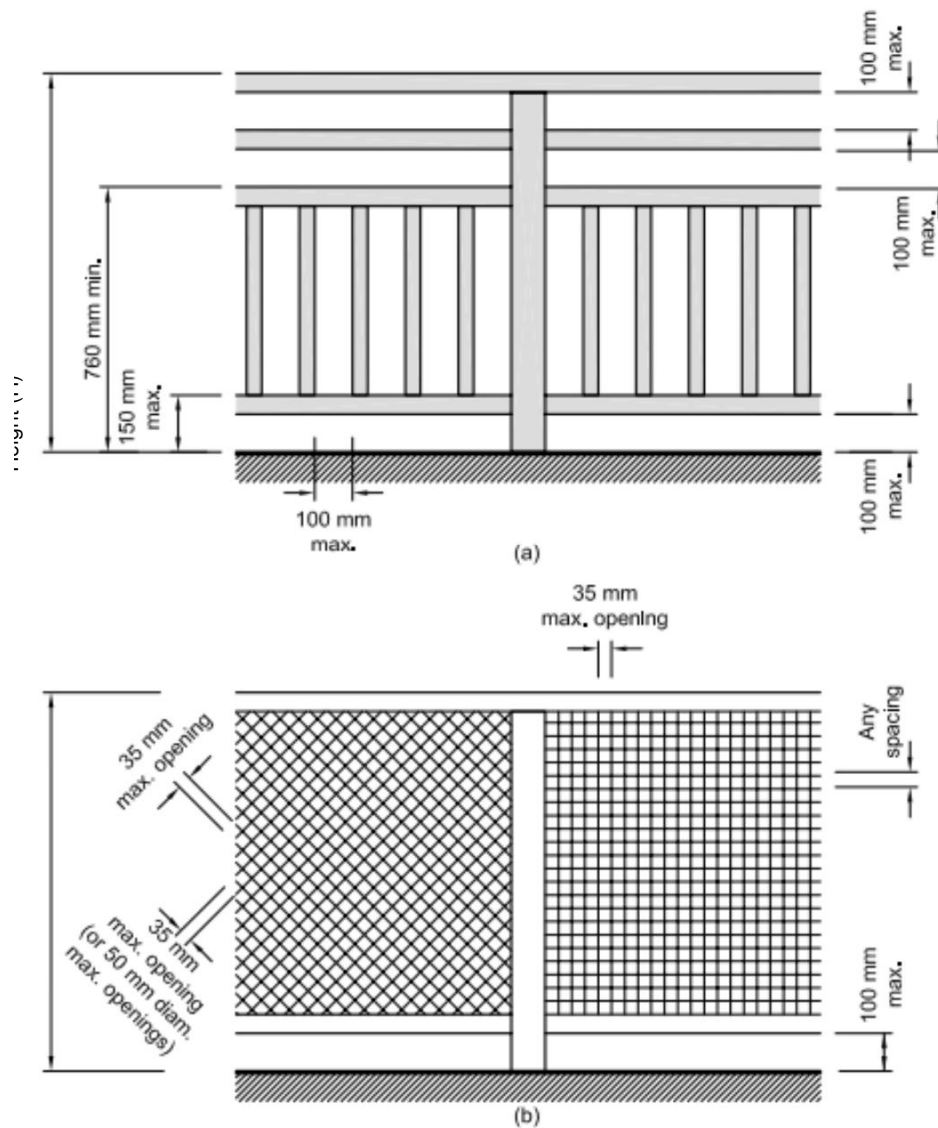 100 mm
max.
760 mm min.
150 mm
max.
100 mm
max.
100 mm
max.
100 mm
max.
(a)
35 mm
max. opening
35 mm
max. opening
Any
spacing
35 mm
max. opening
(or 50 mm diam.
max. openings)
100 mm
max.
(b)